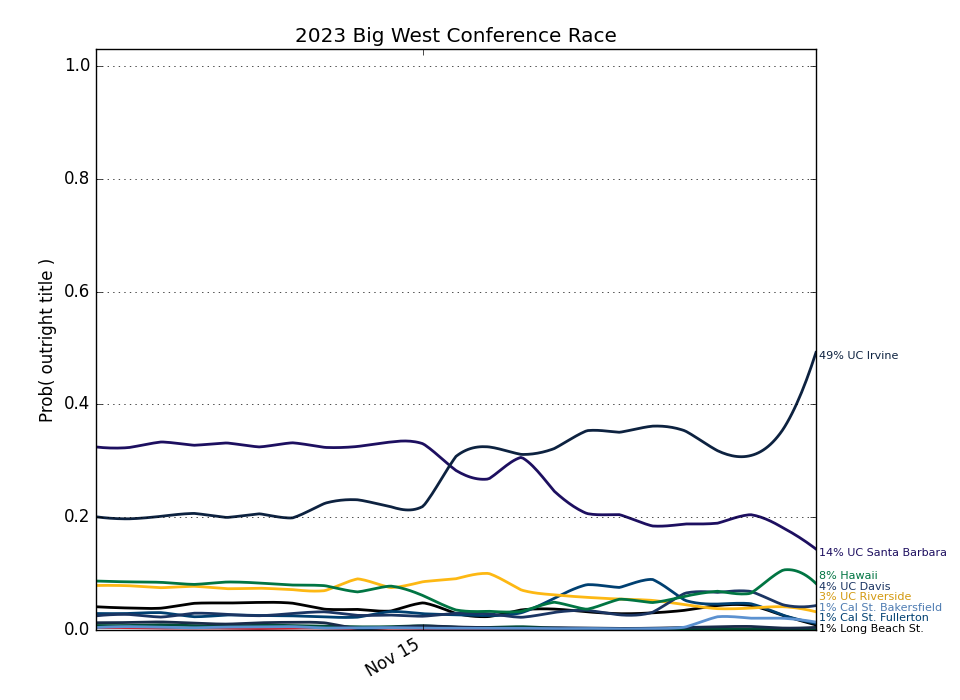 2023 Big West Conference Race
Prob( outright title )
1.0
0.8
0.6
0.4
0.2
0.0
Nov 15
49% UC Irvine
14% UC Santa Barbara
8% Hawaii
4% UC Davis
3% UC Riverside
1% Cal St. Bakersfield
1% Cal St. Fullerton
1% Long Beach St.